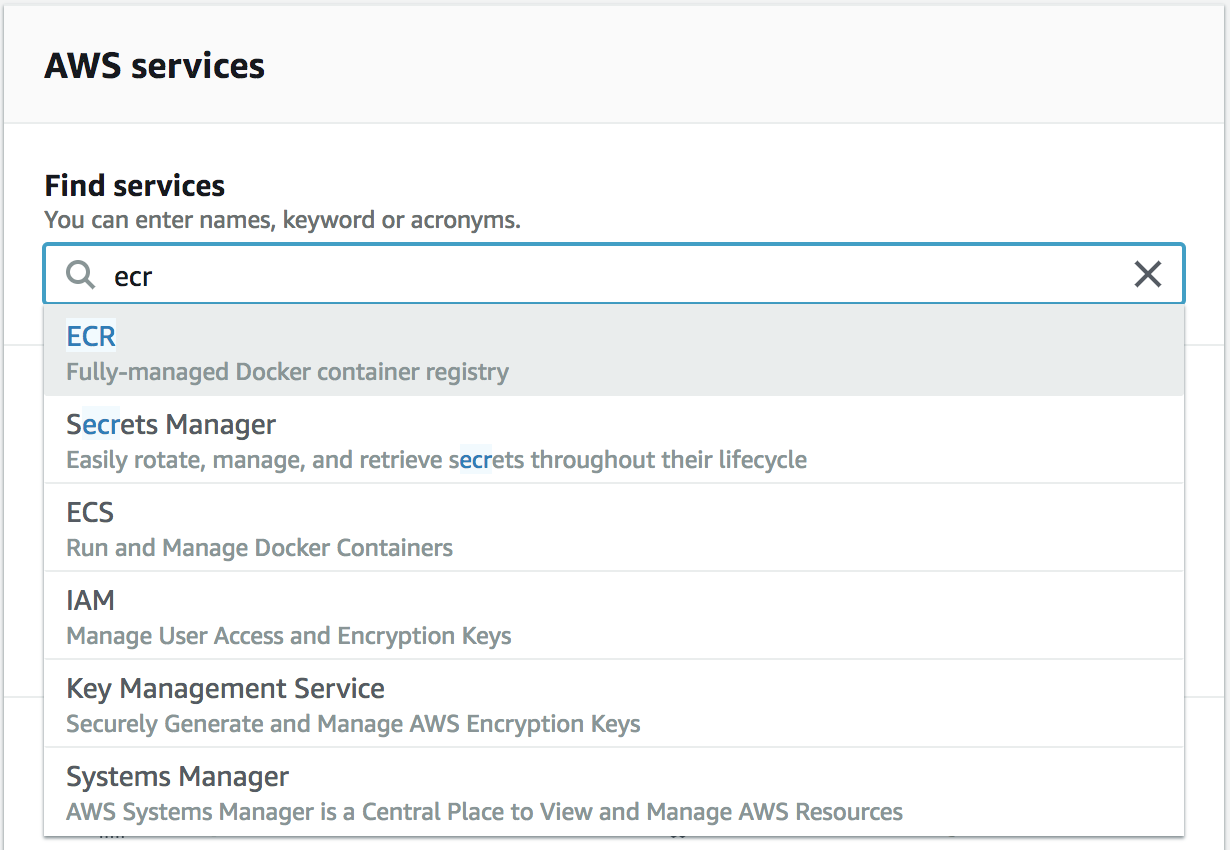 AWS services
Find services
You can enter names, keyword or acronyms.
ecr
ECR
Fully-managed Docker container registry
Secrets Manager
Easily rotate, manage, and retrieve secrets throughout their lifecycle
ECS
Run and Manage Docker Containers
IAM
Manage User Access and Encryption Keys
Key Management Service
Securely Generate and Manage AWS Encryption Keys
Systems Manager
AWS Systems Manager is a Central Place to View and Manage AWS Resources